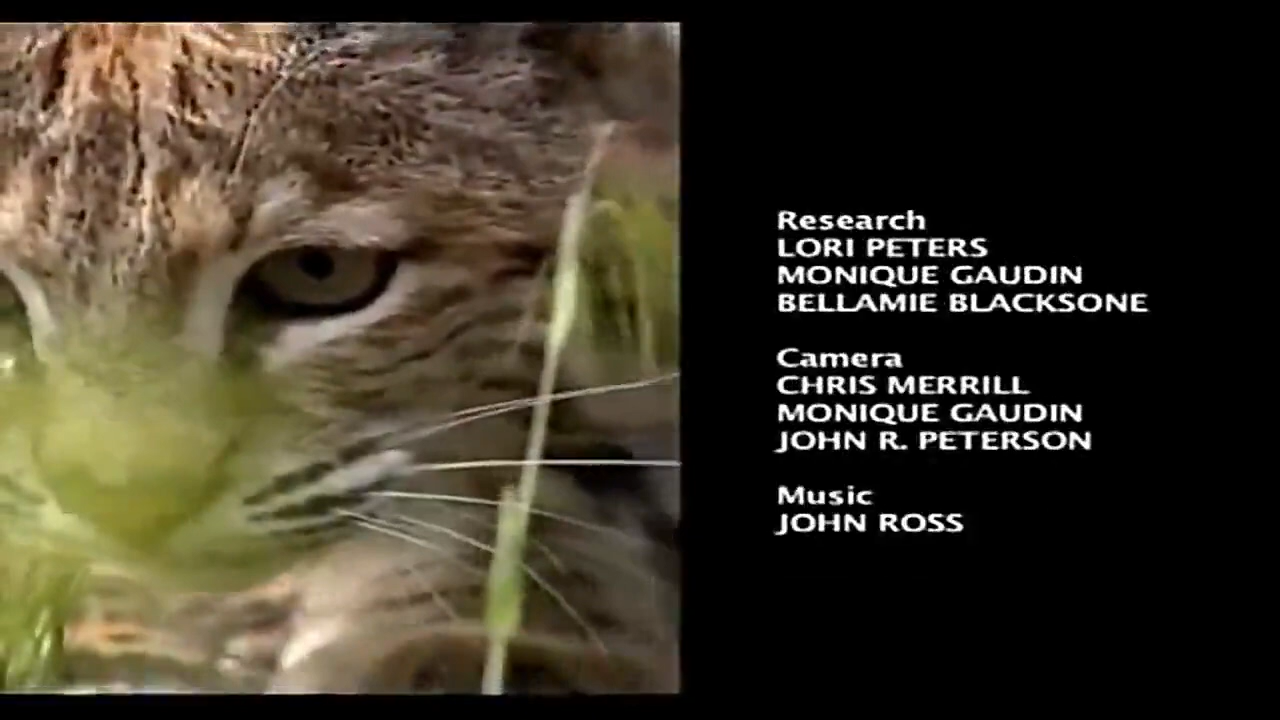 Research
LORI PETERS
MONIQUE GAUDIN
BELLAMIE BLACKSONE
Camera
CHRIS MERRILL
MONIQUE GAUDIN
JOHN R. PETERSON
Music
JOHN ROSS